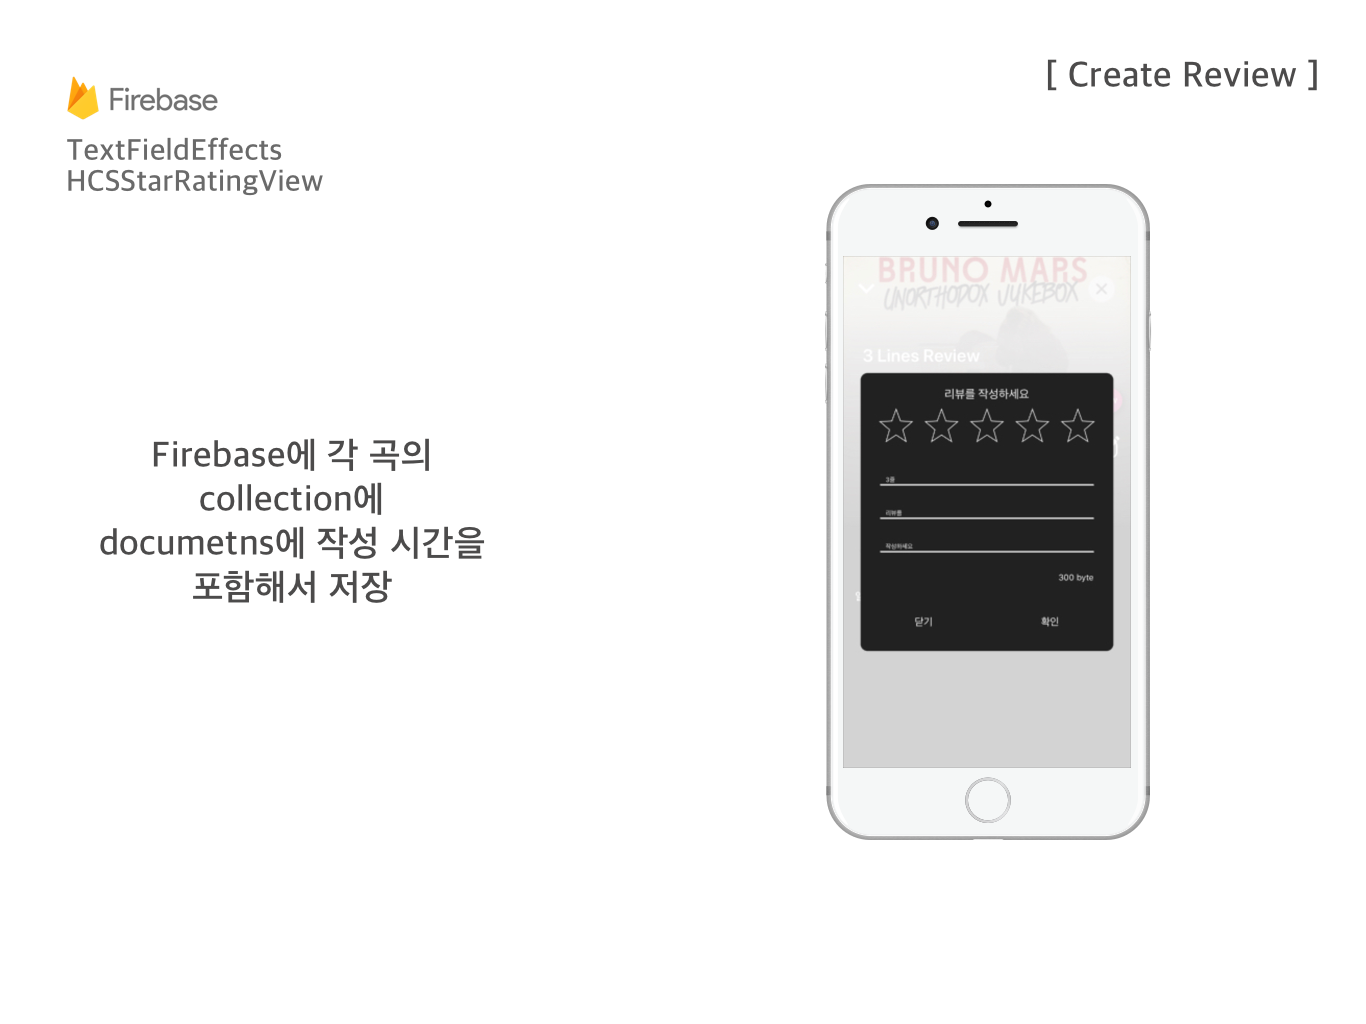 [ Create Review ]
Firebase
TextFieldEffects
HCSStarRatingView
Firebase에 각 곡의
collection에
documetns에 작성 시간을
포함해서 저장
BRUNO MARS
UNORTHODOX JUKEBOX
3 Lines Review
리뷰를 작성하세요
3줄
리뷰를
작성하세요
300 byte
닫기 확인